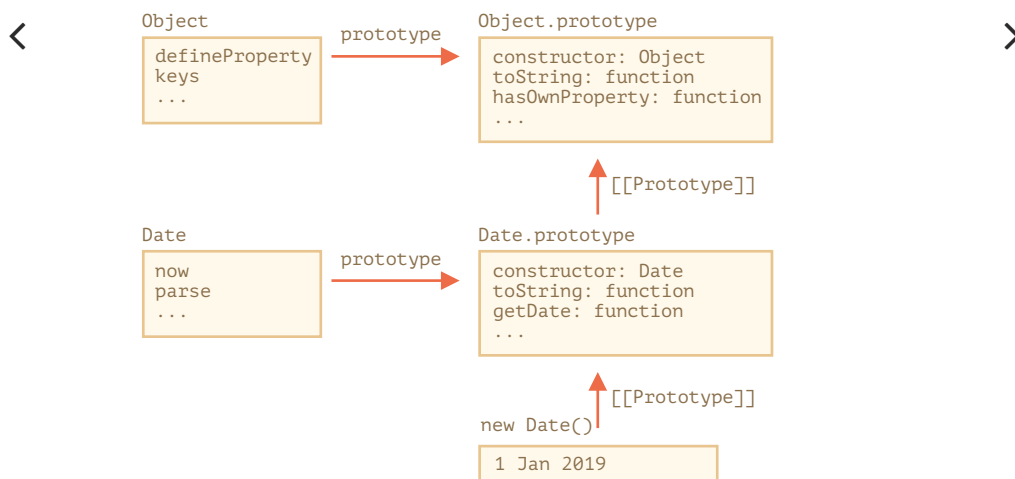 Object
prototype
Object.prototype
defineProperty
keys
...
constructor: Object
toString: function
hasOwnProperty: function
...
[[Prototype]]
Date
prototype
Date.prototype
now
parse
...
constructor: Date
toString: function
getDate: function
...
[[Prototype]]
new Date()
1 Jan 2019